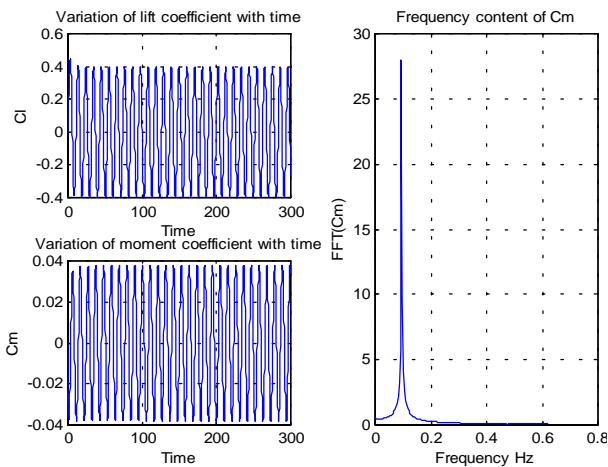 Variation of lift coefficient with time
0.6
0.4
0.2
0
-0.2
-0.4
Cl
0 100 200 300
Time
Variation of moment coefficient with time
0.04
0.02
0
-0.02
-0.04
Cm
0 100 200 300
Time
Frequency content of Cm
30
25
20
15
10
5
0
FFT(Cm)
0 0.2 0.4 0.6 0.8
Frequency Hz